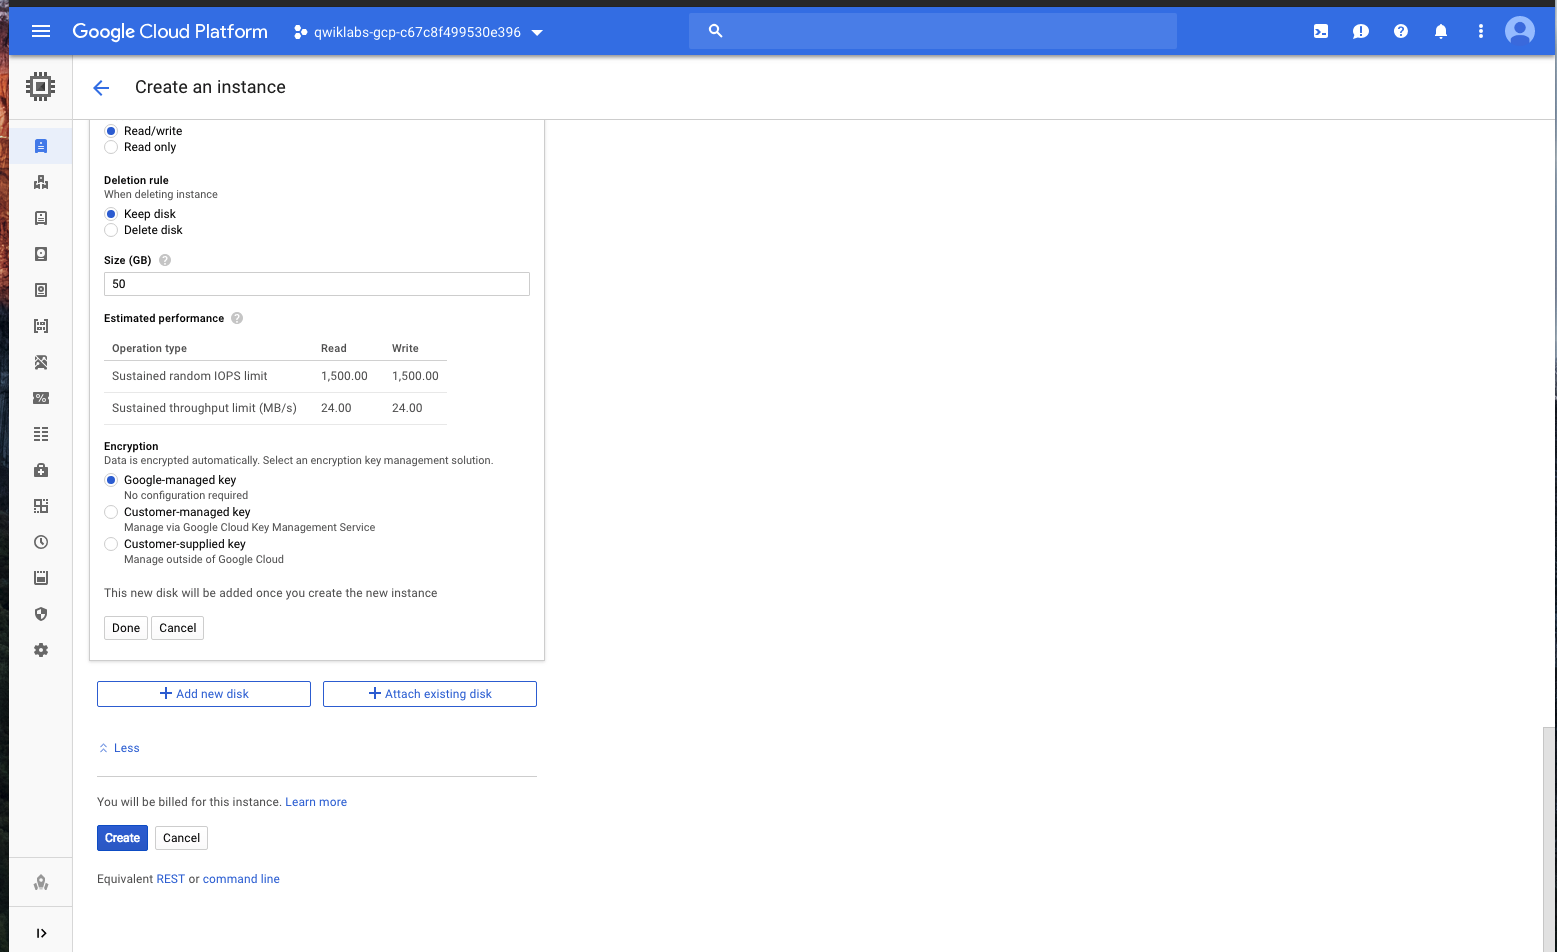 Google Cloud Platform
qwiklabs-gcp-c67c8f499530e396
Create an instance
Read/write
Read only
Deletion rule
When deleting instance
Keep disk
Delete disk
Size (GB)
50
Estimated performance
Operation type Read Write
Sustained random IOPS limit 1,500.00 1,500.00
Sustained throughput limit (MB/s) 24.00 24.00
Encryption
Data is encrypted automatically. Select an encryption key management solution.
Google-managed key
No configuration required
Customer-managed key
Manage via Google Cloud Key Management Service
Customer-supplied key
Manage outside of Google Cloud
This new disk will be added once you create the new instance
Done Cancel
Add new disk Attach existing disk
Less
You will be billed for this instance. Learn more
Create Cancel
Equivalent REST or command line